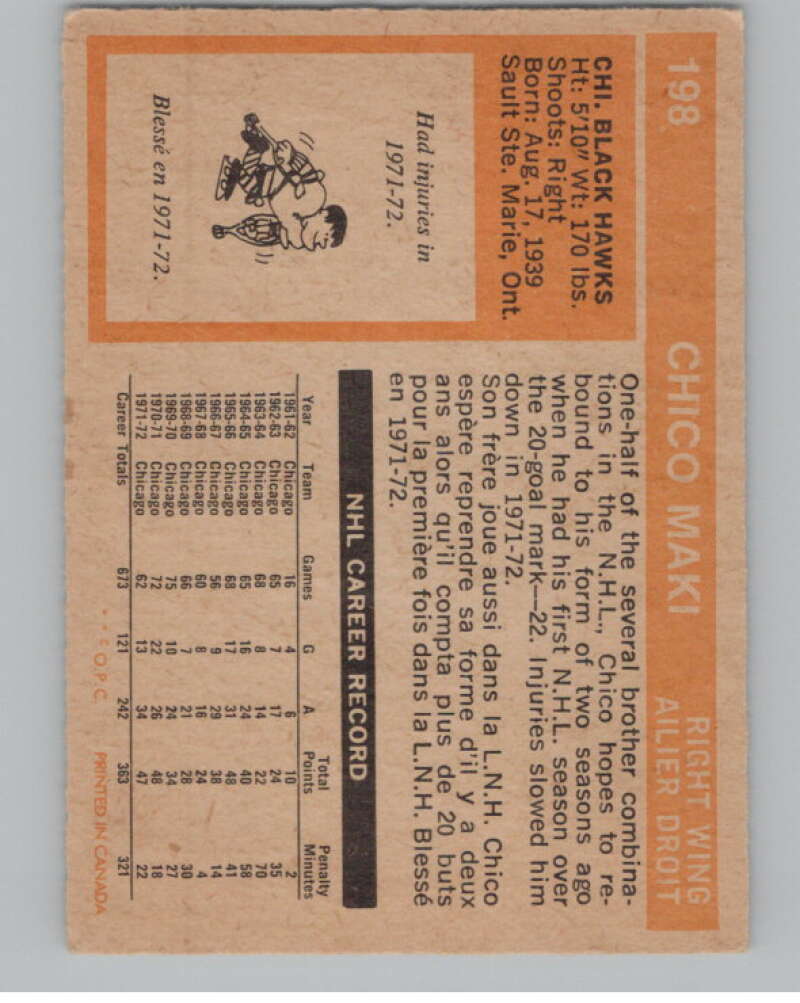 198 CHICO MAKI RIGHT WING
AILIER DROIT
CHI. BLACK HAWKS
Ht: 5'10" Wt: 170 lbs.
Shoots: Right
Born: Aug. 17, 1939
Sault Ste. Marie, Ont.
Had injuries in
1971-72.
Blessé en 1971-72.
One-half of the several brother combina-
tions in the N.H.L., Chico hopes to re-
bound to his form of two seasons ago
when he had his first N.H.L. season over
the 20-goal mark—22. Injuries slowed him
down in 1971-72.
Son frère joue aussi dans la L.N.H. Chico
espère reprendre sa forme d'il y a deux
ans alors qu'il compta plus de 20 buts
pour la première fois dans la L.N.H. Blessé
en 1971-72.
NHL CAREER RECORD
Year Team Games G A Total Points Penalty Minutes
1961-62 Chicago 16 4 6 10 2
1962-63 Chicago 65 7 17 24 35
1963-64 Chicago 68 8 14 22 70
1964-65 Chicago 65 16 24 40 58
1965-66 Chicago 68 17 31 48 41
1966-67 Chicago 56 9 29 38 14
1967-68 Chicago 60 8 16 24 4
1968-69 Chicago 66 7 21 28 30
1969-70 Chicago 75 10 24 34 27
1970-71 Chicago 72 22 26 48 18
1971-72 Chicago 62 13 34 47 22
Career Totals 673 121 242 363 321
* * © O.P.C. PRINTED IN CANADA